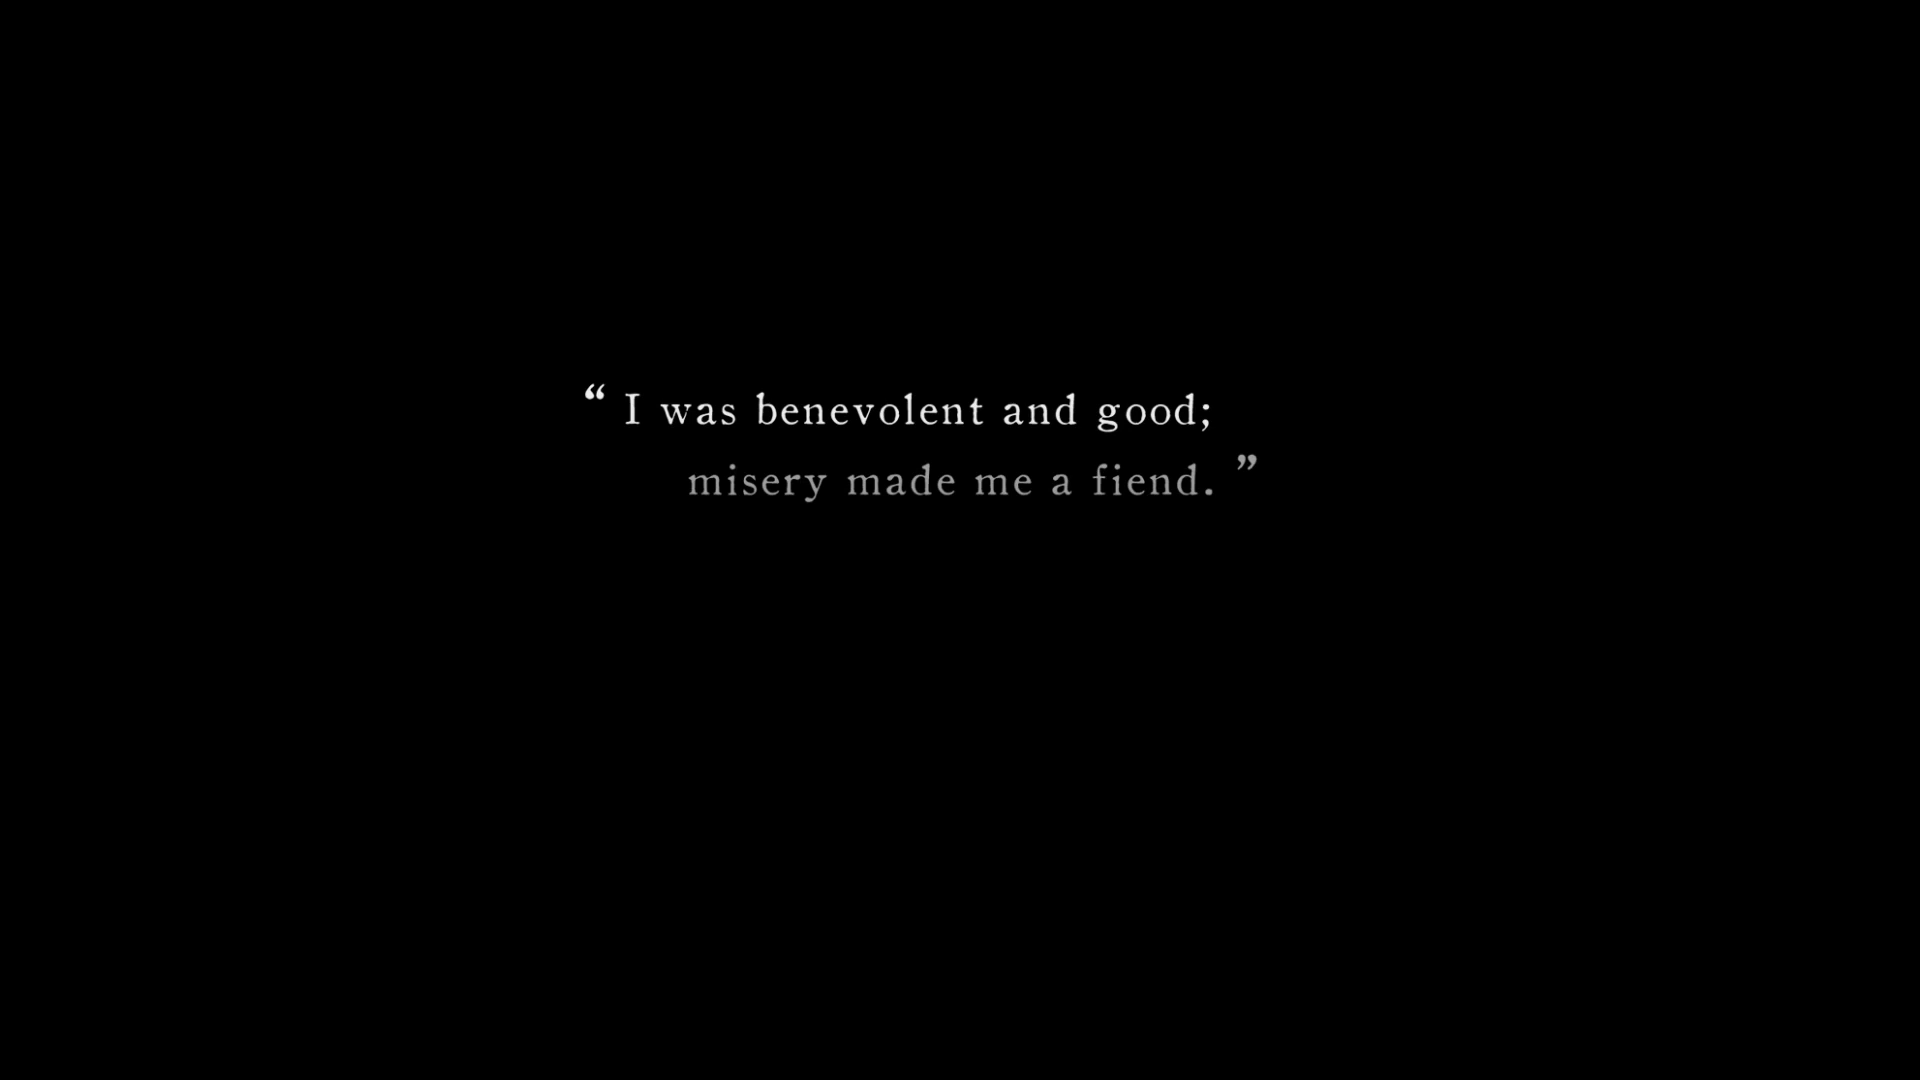 “ I was benevolent and good;
misery made me a fiend. ”